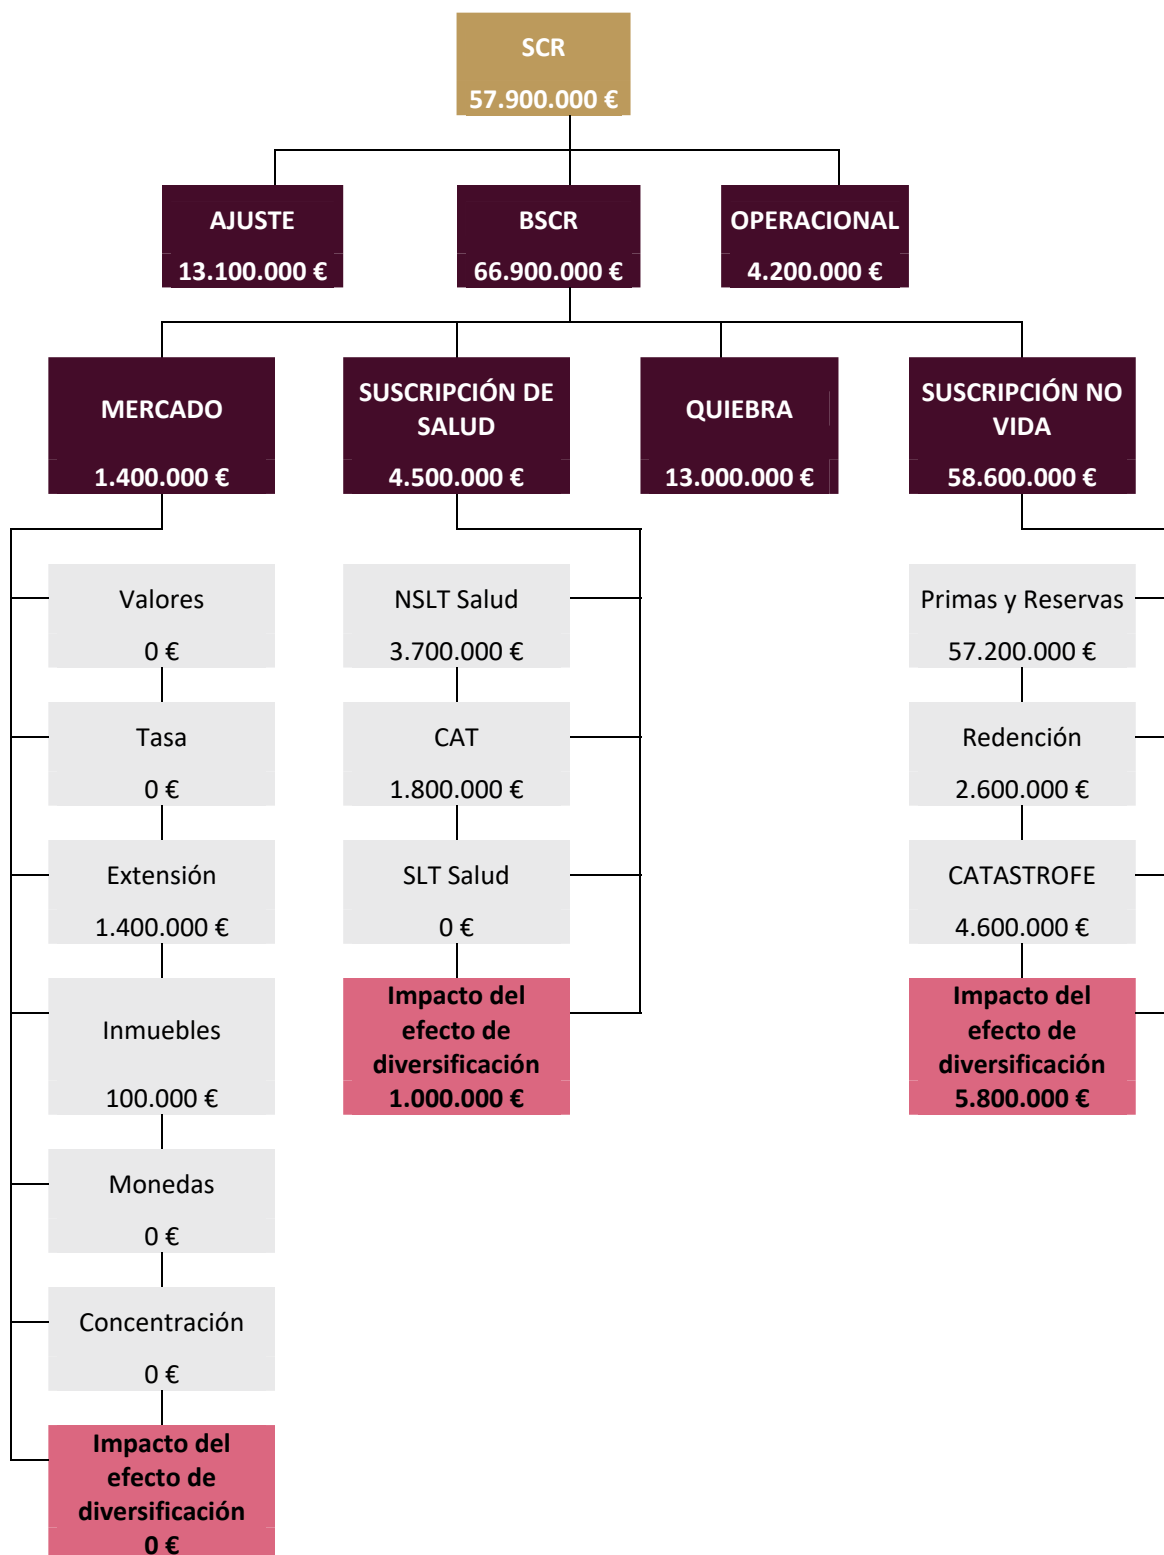 SCR
57.900.000 €
AJUSTE
13.100.000 €
BSCR
66.900.000 €
OPERACIONAL
4.200.000 €
MERCADO
1.400.000 €
SUSCRIPCIÓN DE
SALUD
4.500.000 €
QUIEBRA
13.000.000 €
SUSCRIPCIÓN NO
VIDA
58.600.000 €
Valores
0 €
Tasa
0 €
Extensión
1.400.000 €
Inmuebles
100.000 €
Monedas
0 €
Concentración
0 €
Impacto del
efecto de
diversificación
0 €
NSLT Salud
3.700.000 €
CAT
1.800.000 €
SLT Salud
0 €
Impacto del
efecto de
diversificación
1.000.000 €
Primas y Reservas
57.200.000 €
Redención
2.600.000 €
CATASTROFE
4.600.000 €
Impacto del
efecto de
diversificación
5.800.000 €